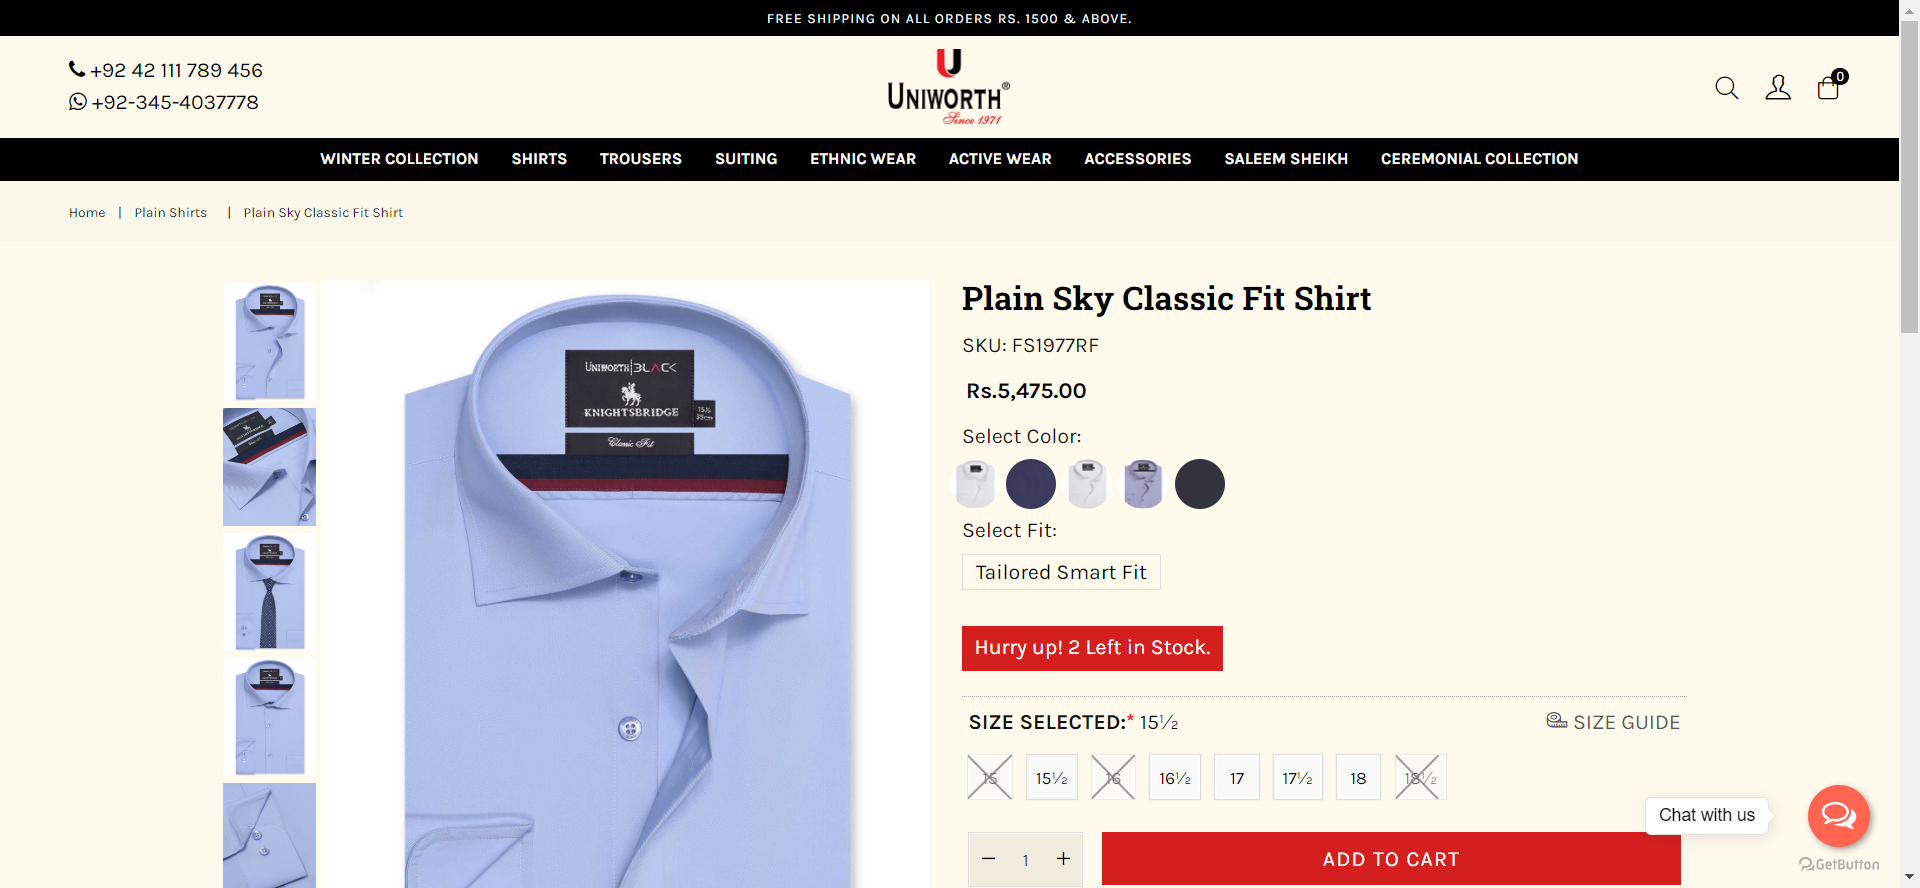 FREE SHIPPING ON ALL ORDERS RS. 1500 & ABOVE.
+92 42 111 789 456
+92-345-4037778
UNIWORTH®
Since 1971
0
WINTER COLLECTION SHIRTS TROUSERS SUITING ETHNIC WEAR ACTIVE WEAR ACCESSORIES SALEEM SHEIKH CEREMONIAL COLLECTION
Home | Plain Shirts | Plain Sky Classic Fit Shirt
UNIWORTH BLACK
KNIGHTSBRIDGE
15½
39cm
Classic Fit
Plain Sky Classic Fit Shirt
SKU: FS1977RF
Rs.5,475.00
Select Color:
Select Fit:
Tailored Smart Fit
Hurry up! 2 Left in Stock.
SIZE SELECTED:* 15½
SIZE GUIDE
15 15½ 16 16½ 17 17½ 18 18½
− 1 +
ADD TO CART
Chat with us
GetButton